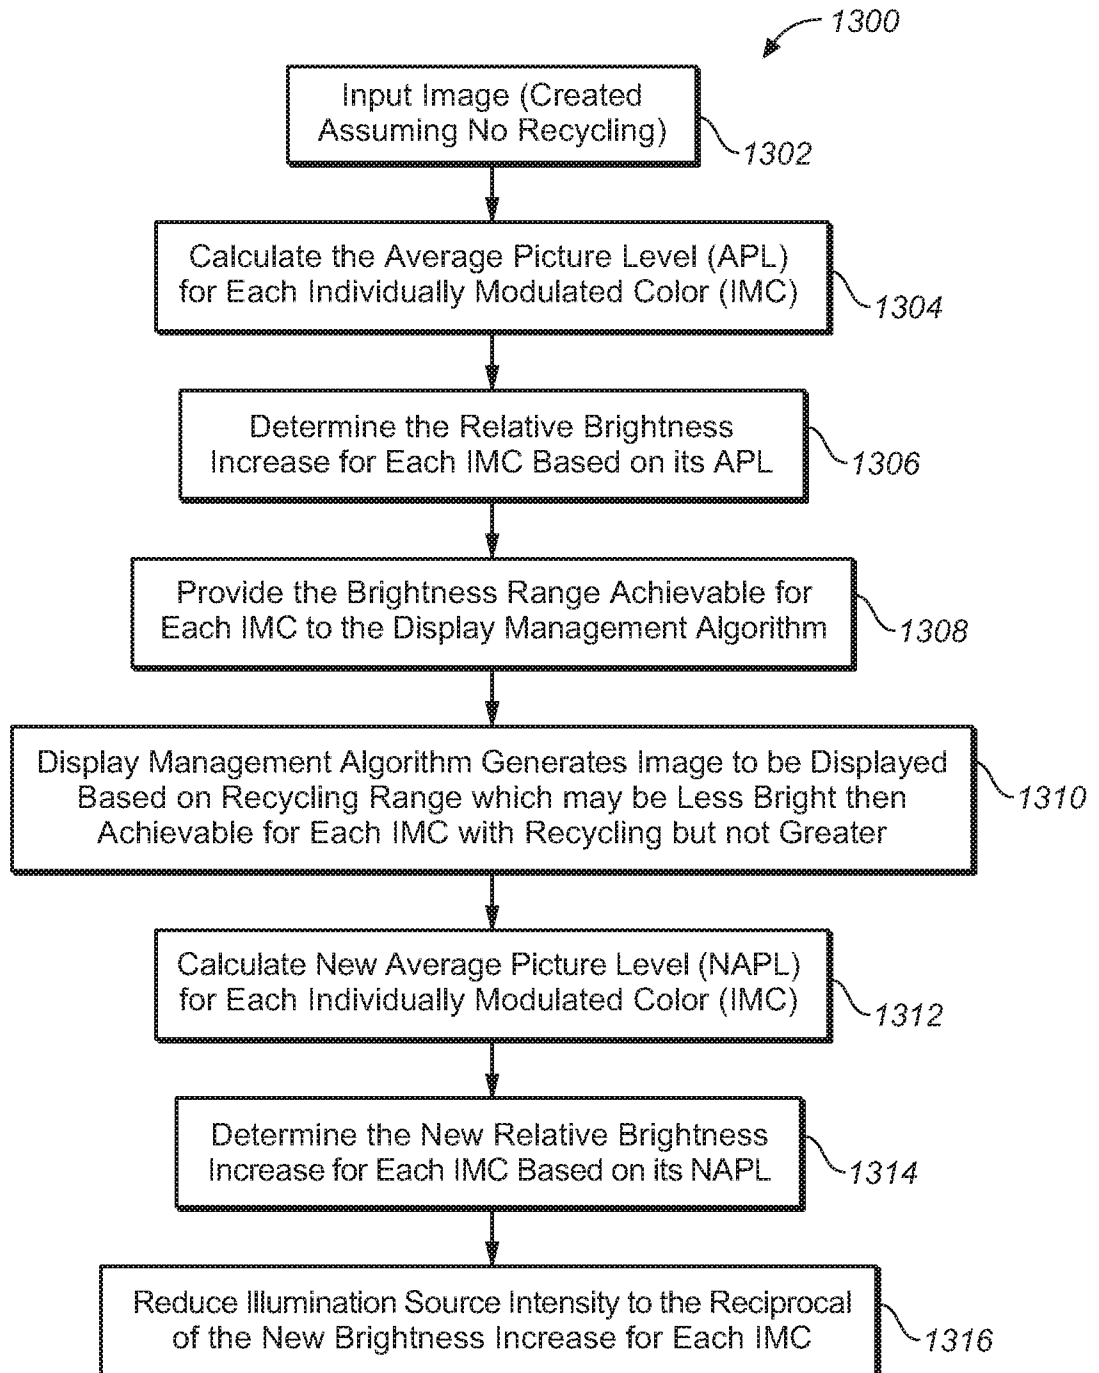 1300
Input Image (Created
Assuming No Recycling)
1302
Calculate the Average Picture Level (APL)
for Each Individually Modulated Color (IMC)
1304
Determine the Relative Brightness
Increase for Each IMC Based on its APL
1306
Provide the Brightness Range Achievable for
Each IMC to the Display Management Algorithm
1308
Display Management Algorithm Generates Image to be Displayed
Based on Recycling Range which may be Less Bright then
Achievable for Each IMC with Recycling but not Greater
1310
Calculate New Average Picture Level (NAPL)
for Each Individually Modulated Color (IMC)
1312
Determine the New Relative Brightness
Increase for Each IMC Based on its NAPL
1314
Reduce Illumination Source Intensity to the Reciprocal
of the New Brightness Increase for Each IMC
1316